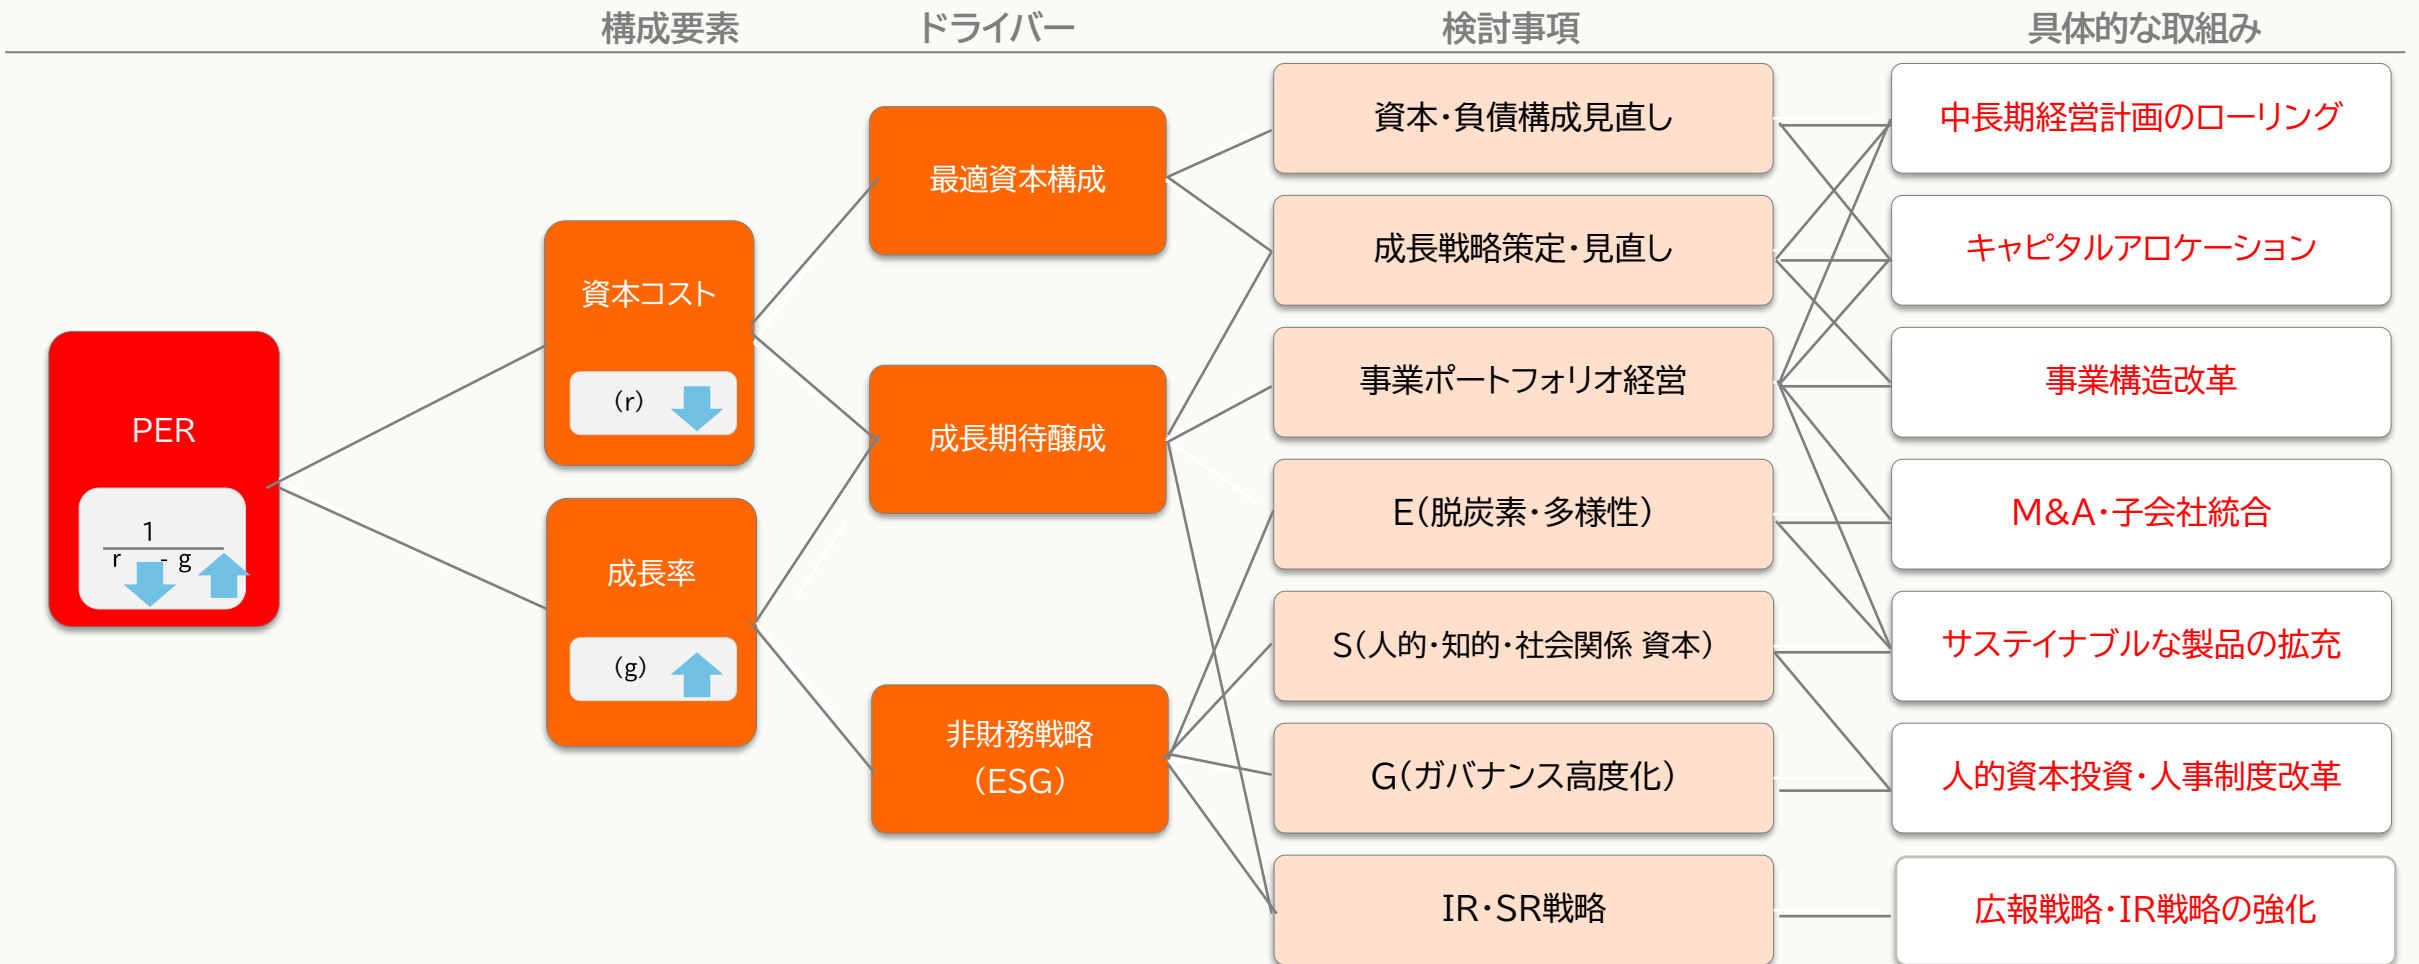 構成要素
ドライバー
検討事項
具体的な取組み
PER
1
r - g
資本コスト
(r)
成長率
(g)
最適資本構成
成長期待醸成
非財務戦略
(ESG)
資本・負債構成見直し
成長戦略策定・見直し
事業ポートフォリオ経営
E(脱炭素・多様性)
S(人的・知的・社会関係 資本)
G(ガバナンス高度化)
IR・SR戦略
中長期経営計画のローリング
キャピタルアロケーション
事業構造改革
M&A・子会社統合
サステイナブルな製品の拡充
人的資本投資・人事制度改革
広報戦略・IR戦略の強化